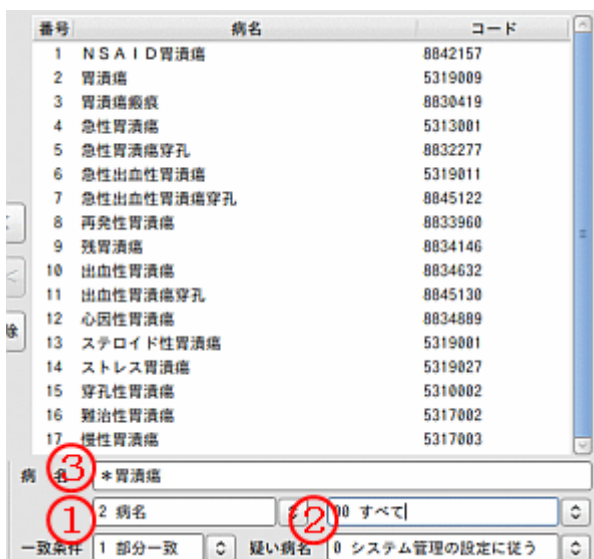 番号 病名 コード
1 ＮＳＡＩＤ胃潰瘍 8842157
2 胃潰瘍 5319009
3 胃潰瘍瘢痕 8830419
4 急性胃潰瘍 5313001
5 急性胃潰瘍穿孔 8832277
6 急性出血性胃潰瘍 5319011
7 急性出血性胃潰瘍穿孔 8845122
8 再発性胃潰瘍 8833960
9 残胃潰瘍 8834146
10 出血性胃潰瘍 8834632
11 出血性胃潰瘍穿孔 8845130
12 心因性胃潰瘍 8834889
13 ステロイド性胃潰瘍 5319001
14 ストレス胃潰瘍 5319027
15 穿孔性胃潰瘍 5310002
16 難治性胃潰瘍 5317002
17 慢性胃潰瘍 5317003
除
病 名 ③ ＊胃潰瘍
① 2 病名 ② 00 すべて
一致条件 1 部分一致 疑い病名 0 システム管理の設定に従う